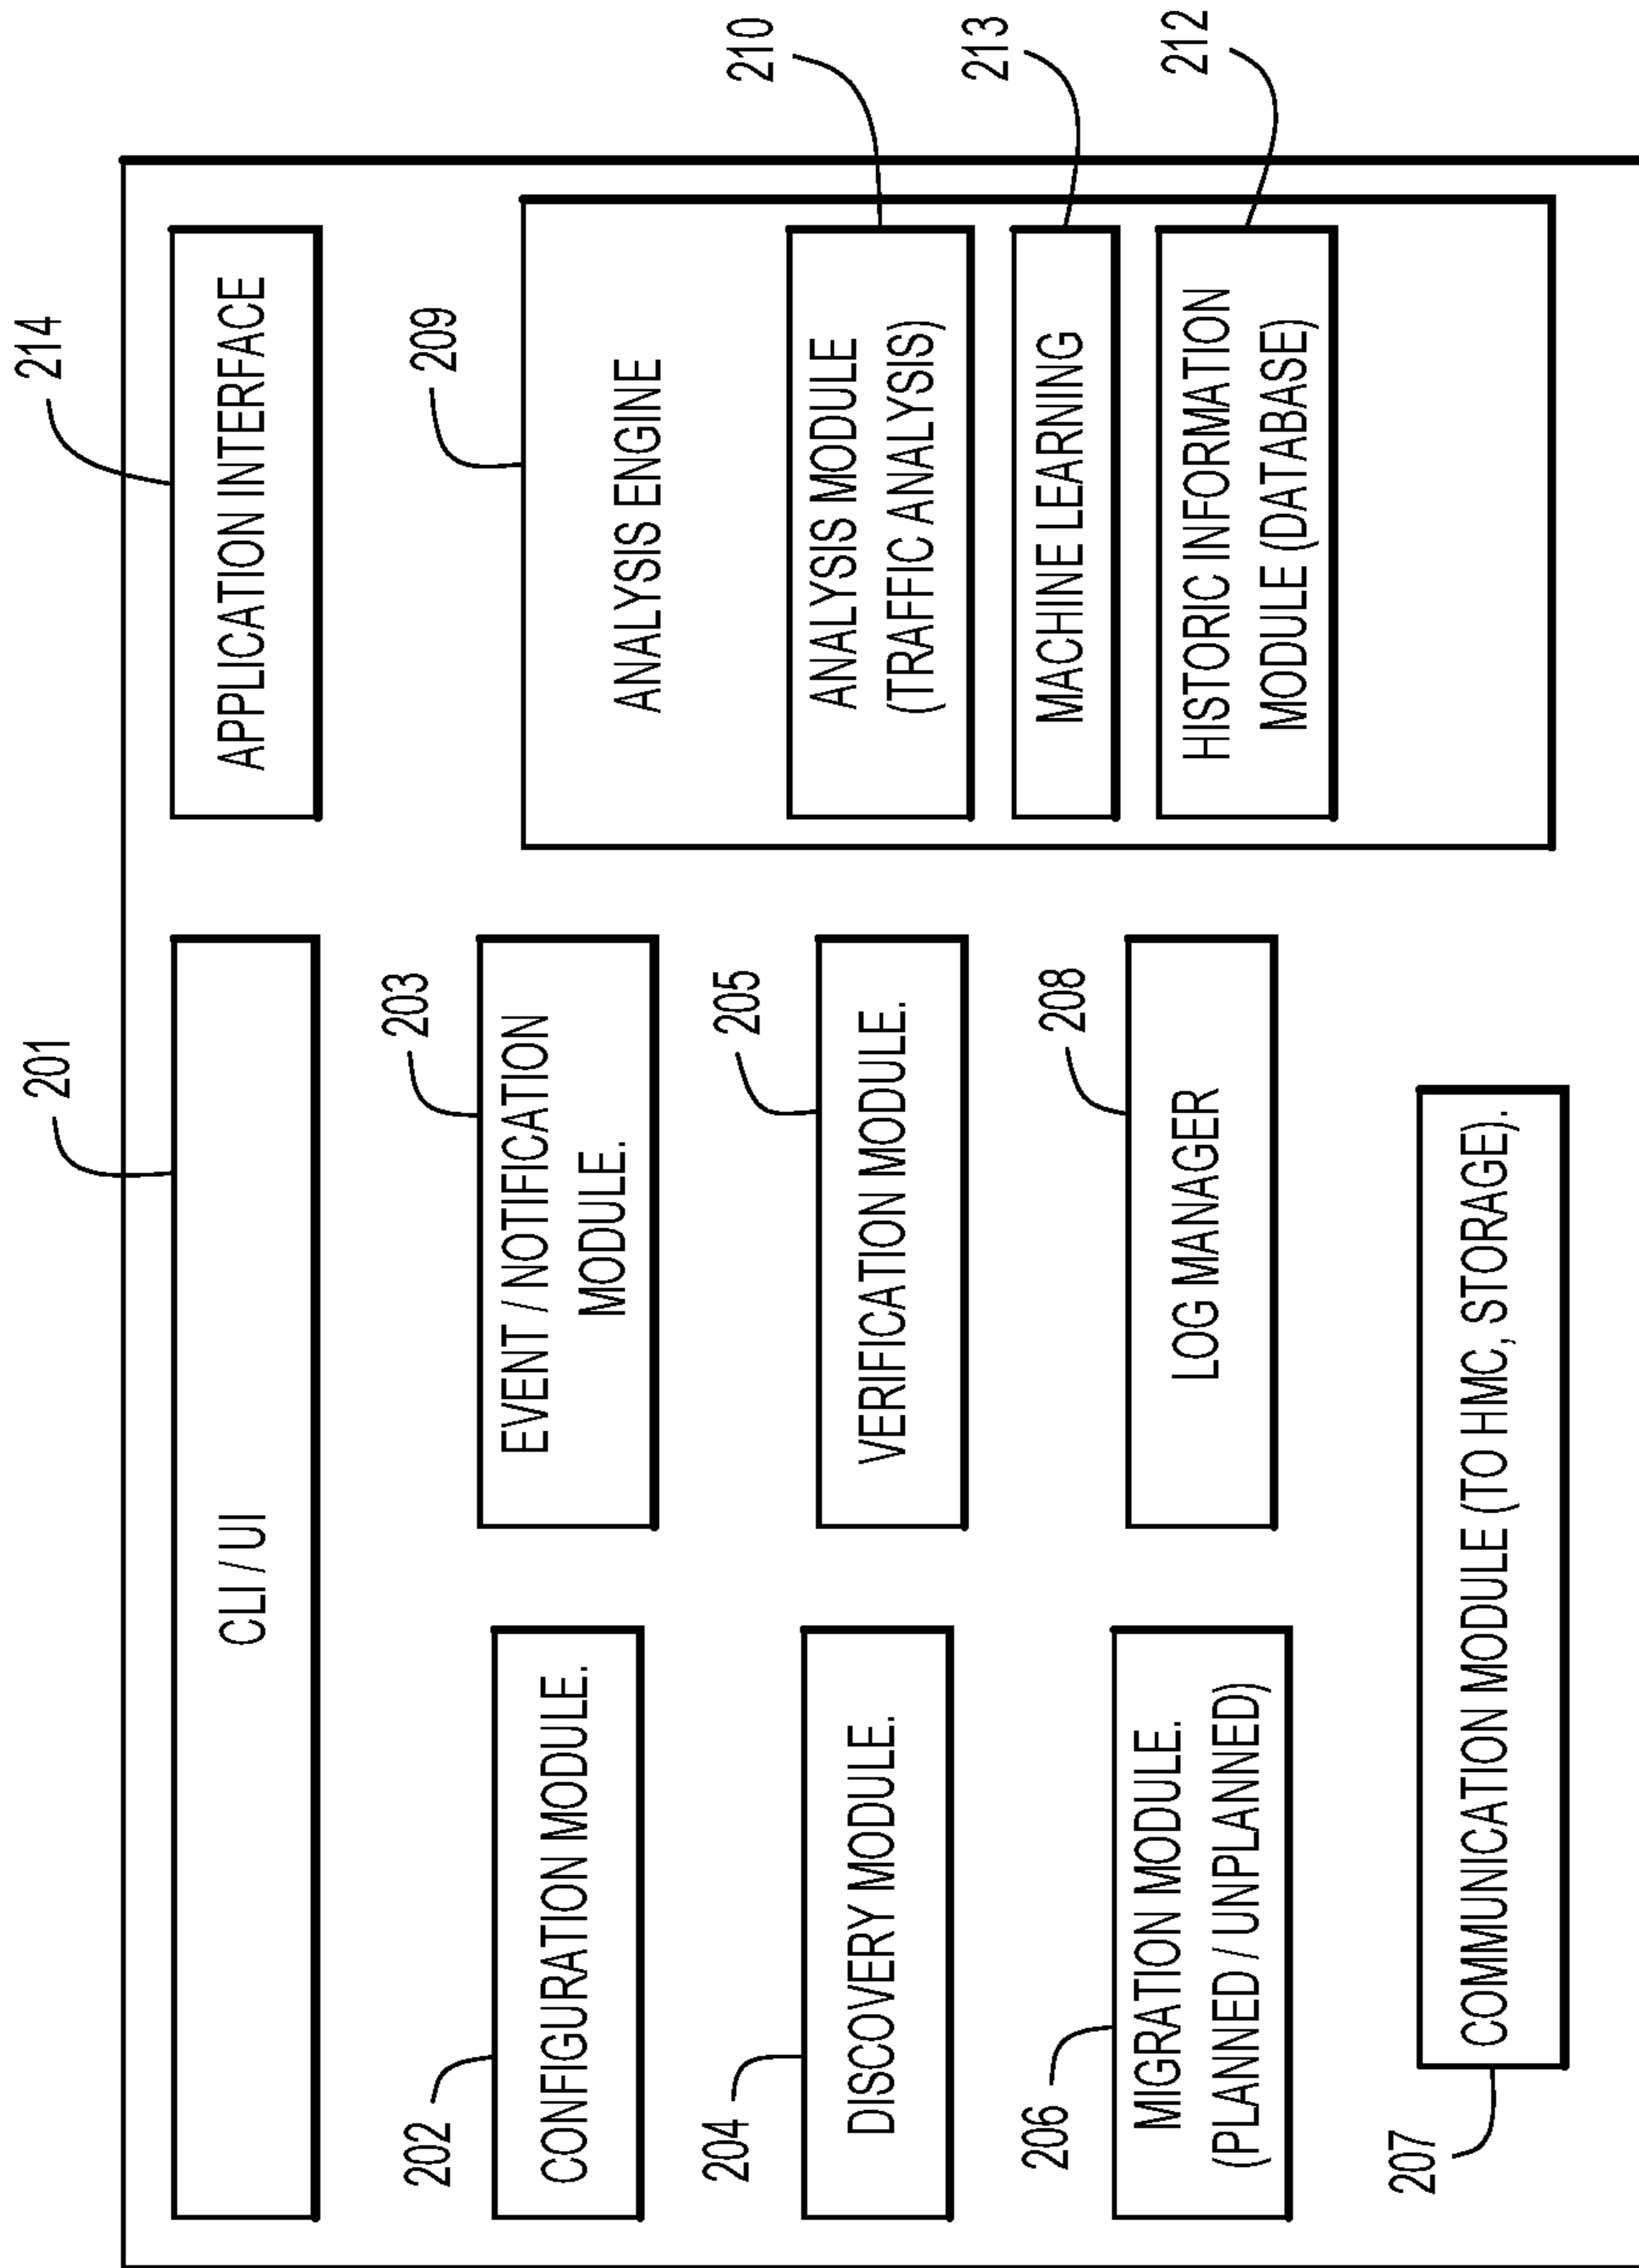 201
CLI / UI
214
APPLICATION INTERFACE
202
CONFIGURATION MODULE.
203
EVENT / NOTIFICATION
MODULE.
209
ANALYSIS ENGINE
204
DISCOVERY MODULE.
205
VERIFICATION MODULE.
210
ANALYSIS MODULE
(TRAFFIC ANALYSIS)
213
MACHINE LEARNING
206
MIGRATION MODULE.
(PLANNED / UNPLANNED)
208
LOG MANAGER
212
HISTORIC INFORMATION
MODULE (DATABASE)
207
COMMUNICATION MODULE (TO HMC, STORAGE).